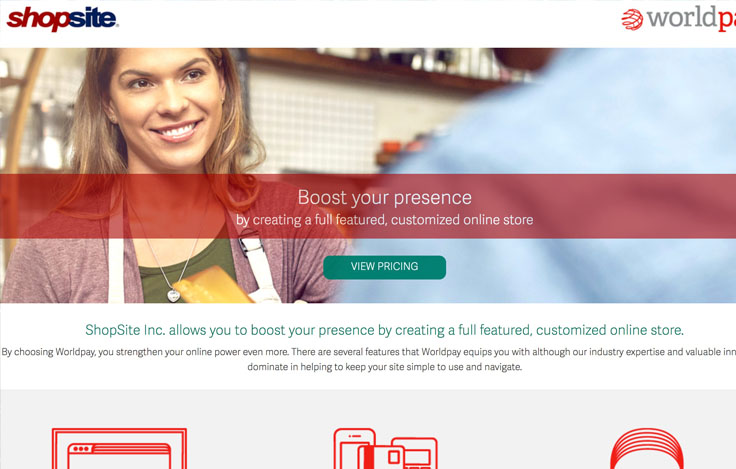 shopsite
worldpa
Boost your presence
by creating a full featured, customized online store
VIEW PRICING
ShopSite Inc. allows you to boost your presence by creating a full featured, customized online store.
By choosing Worldpay, you strengthen your online power even more. There are several features that Worldpay equips you with although our industry expertise and valuable inn
dominate in helping to keep your site simple to use and navigate.